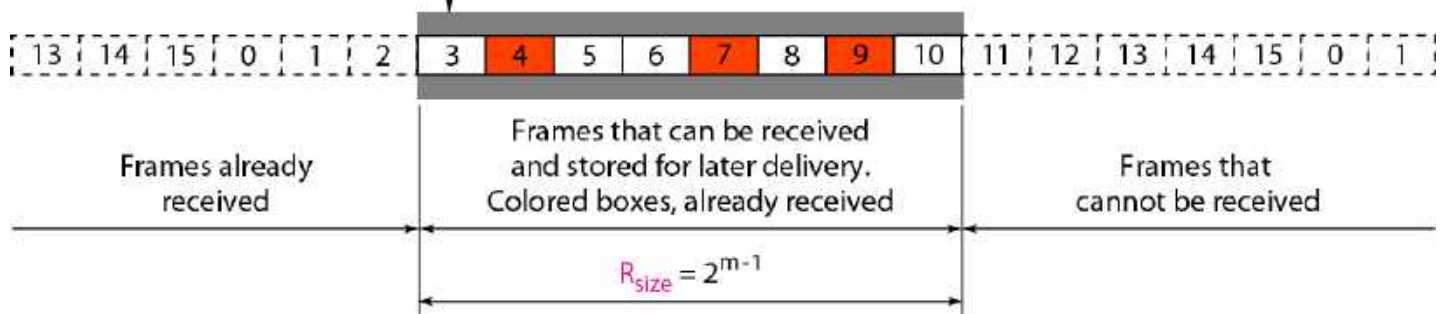 13 14 15 0 1 2 3 4 5 6 7 8 9 10 11 12 13 14 15 0 1
Frames already
received
Frames that can be received
and stored for later delivery.
Colored boxes, already received
Frames that
cannot be received
R_size = 2^{m-1}